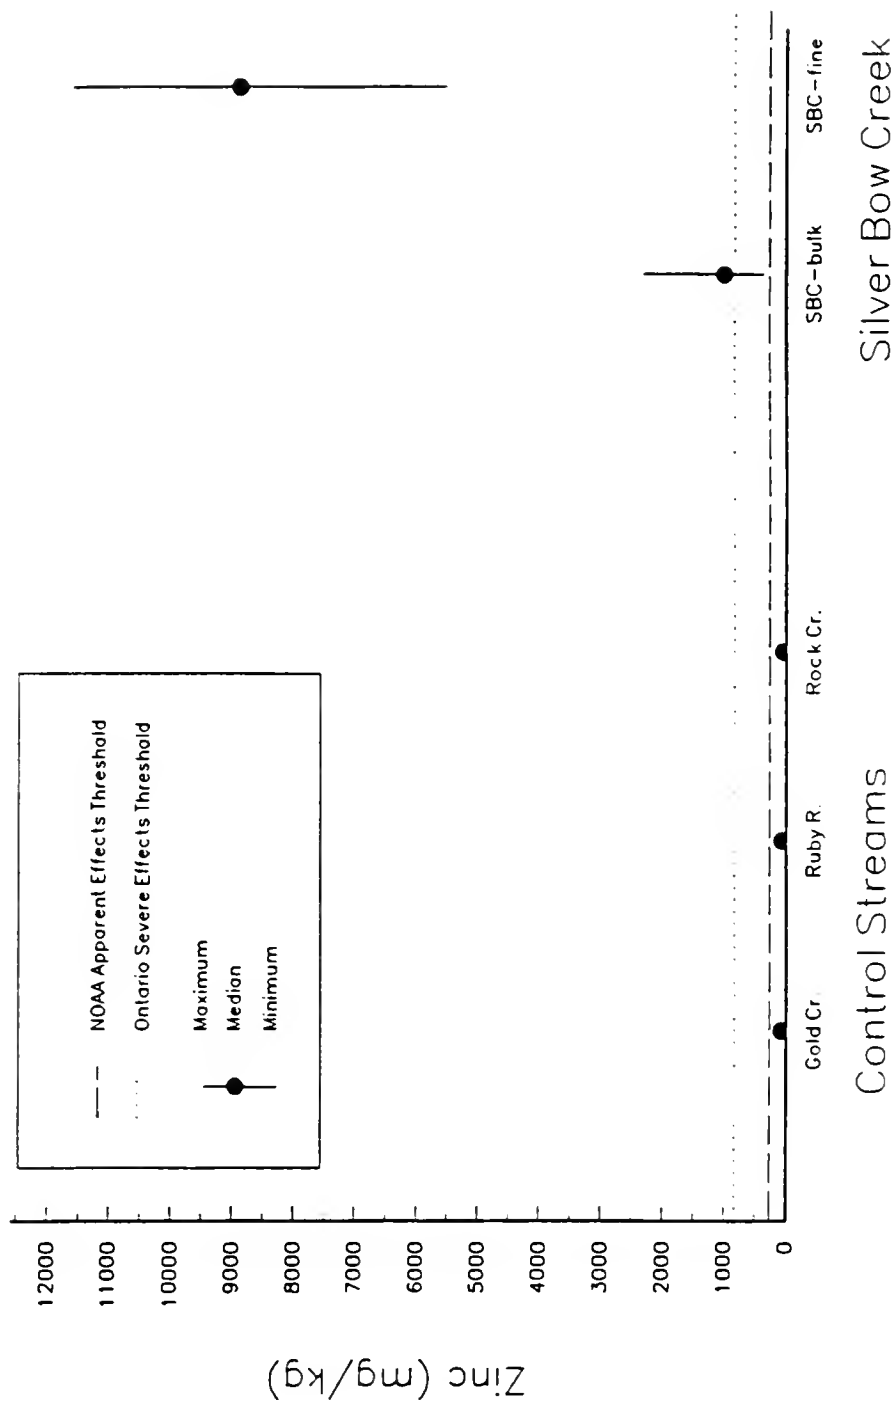 NOAA Apparent Effects Threshold
Ontario Severe Effects Threshold
Maximum
Median
Minimum
Zinc (mg/kg)
12000
11000
10000
9000
8000
7000
6000
5000
4000
3000
2000
1000
0
Gold Cr.
Ruby R.
Rock Cr.
SBC-bulk
SBC-fine
Control Streams
Silver Bow Creek